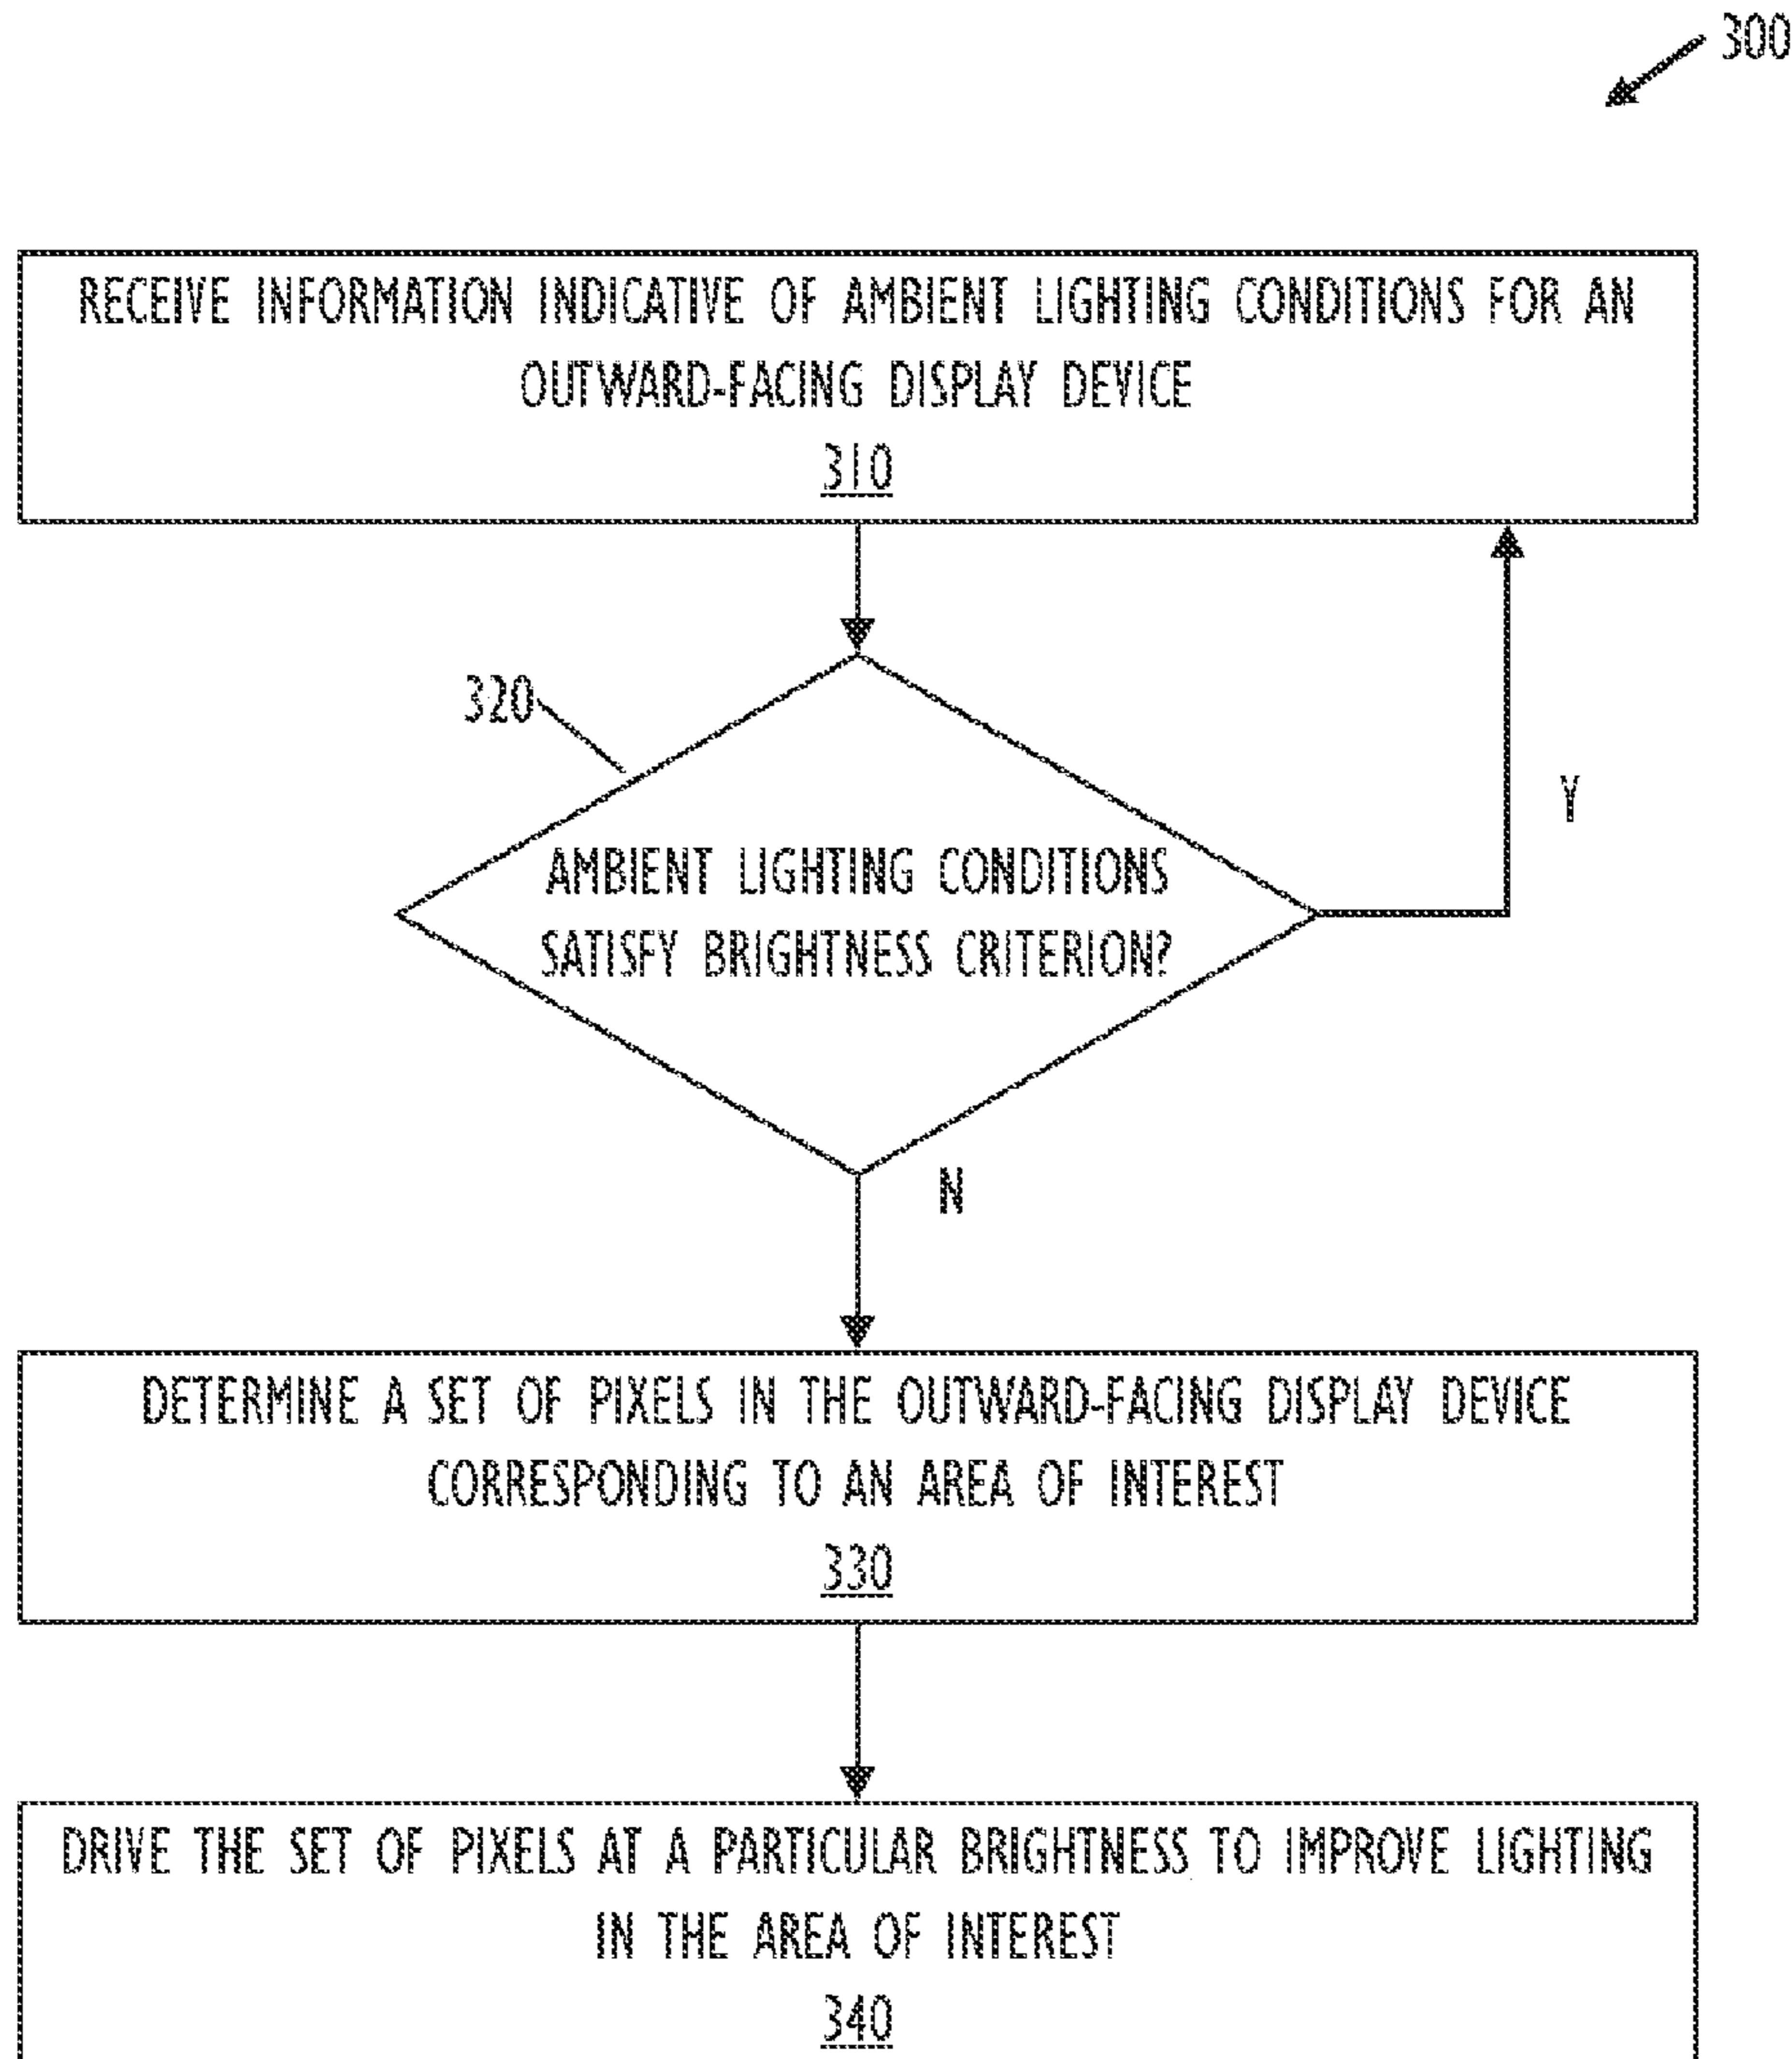 300
RECEIVE INFORMATION INDICATIVE OF AMBIENT LIGHTING CONDITIONS FOR AN
OUTWARD-FACING DISPLAY DEVICE
310
320
AMBIENT LIGHTING CONDITIONS
SATISFY BRIGHTNESS CRITERION?
Y
N
DETERMINE A SET OF PIXELS IN THE OUTWARD-FACING DISPLAY DEVICE
CORRESPONDING TO AN AREA OF INTEREST
330
DRIVE THE SET OF PIXELS AT A PARTICULAR BRIGHTNESS TO IMPROVE LIGHTING
IN THE AREA OF INTEREST
340